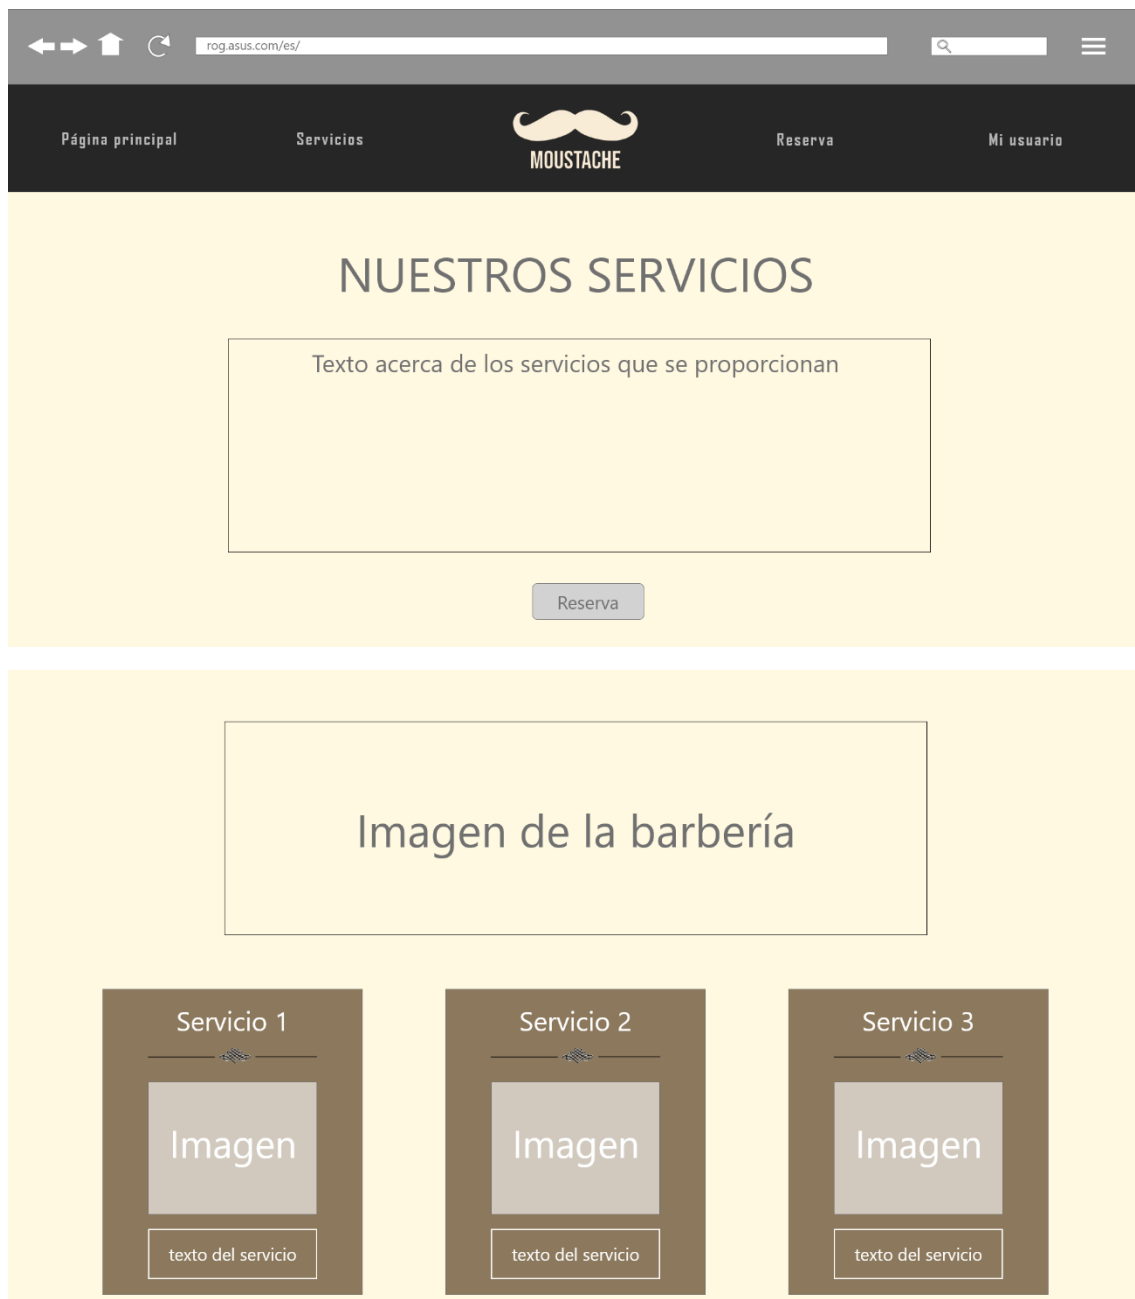 rog.asus.com/es/
Página principal
Servicios
MOUSTACHE
Reserva
Mi usuario
NUESTROS SERVICIOS
Texto acerca de los servicios que se proporcionan
Reserva
Imagen de la barbería
Servicio 1
Imagen
texto del servicio
Servicio 2
Imagen
texto del servicio
Servicio 3
Imagen
texto del servicio